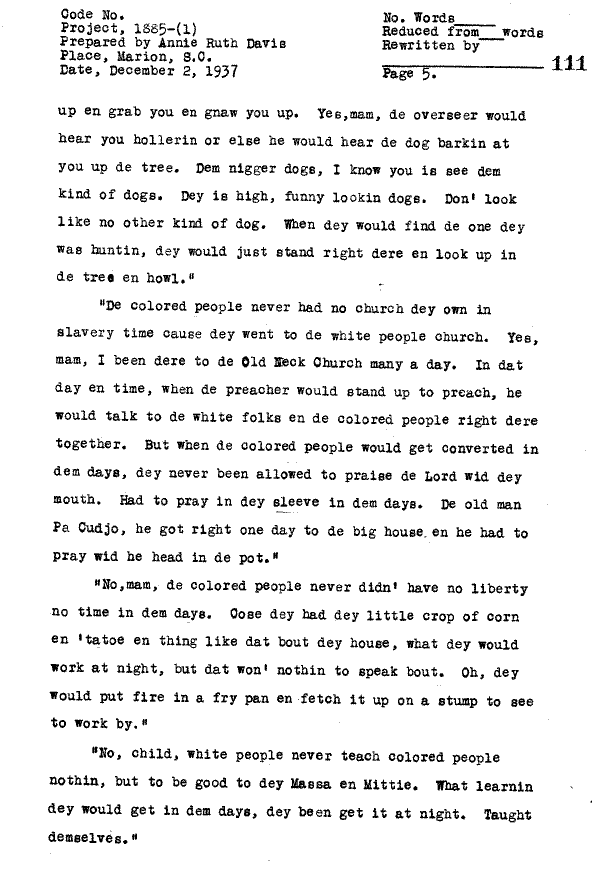 Code No.
Project, 1885-(1)
Prepared by Annie Ruth Davis
Place, Marion, S.C.
Date, December 2, 1937
No. Words
Reduced from words
Rewritten by
Page 5.
111
up en grab you en gnaw you up. Yes,mam, de overseer would
hear you hollerin or else he would hear de dog barkin at
you up de tree. Dem nigger dogs, I know you is see dem
kind of dogs. Dey is high, funny lookin dogs. Don' look
like no other kind of dog. When dey would find de one dey
was huntin, dey would just stand right dere en look up in
de tree en howl."
"De colored people never had no church dey own in
slavery time cause dey went to de white people church. Yes,
mam, I been dere to de Old Neck Church many a day. In dat
day en time, when de preacher would stand up to preach, he
would talk to de white folks en de colored people right dere
together. But when de colored people would get converted in
dem days, dey never been allowed to praise de Lord wid dey
mouth. Had to pray in dey sleeve in dem days. De old man
Pa Cudjo, he got right one day to de big house en he had to
pray wid he head in de pot."
"No,mam, de colored people never didn' have no liberty
no time in dem days. Cose dey had dey little crop of corn
en 'tatoe en thing like dat bout dey house, what dey would
work at night, but dat won' nothin to speak bout. Oh, dey
would put fire in a fry pan en fetch it up on a stump to see
to work by."
"No, child, white people never teach colored people
nothin, but to be good to dey Massa en Mittie. What learnin
dey would get in dem days, dey been get it at night. Taught
demselves."